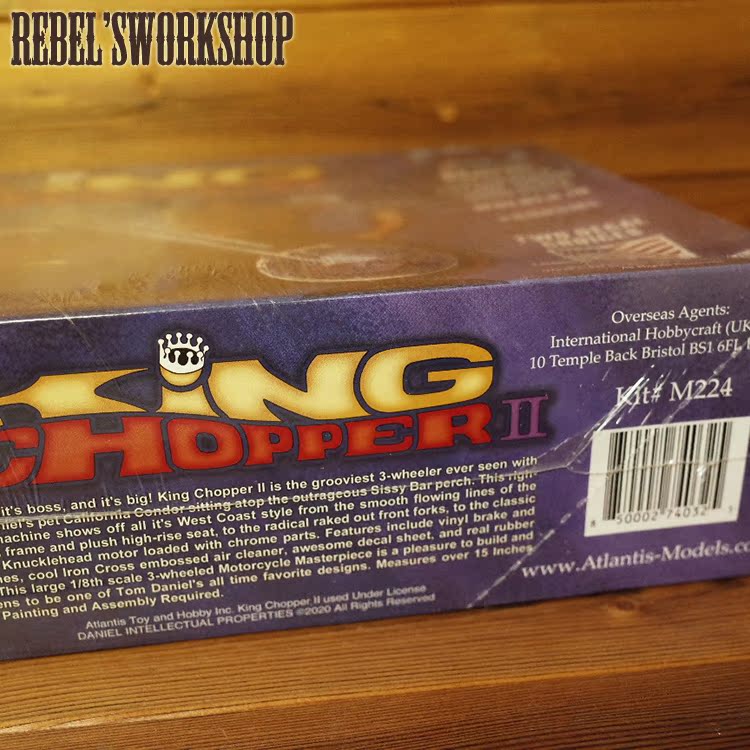 REBEL'SWORKSHOP
KING
CHOPPER II
Overseas Agents:
International Hobbycraft (UK
10 Temple Back Bristol BS1 6FL
Kit# M224
50002 74032
www.Atlantis-Models.co
it's boss, and it's big! King Chopper II is the grooviest 3-wheeler ever seen with
iel's pet California Condor sitting atop the outrageous Sissy Bar perch. This right
machine shows off all it's West Coast style from the smooth flowing lines of the
frame and plush high-rise seat, to the radical raked out front forks, to the classic
Knucklehead motor loaded with chrome parts. Features include vinyl brake and
nes, cool Iron Cross embossed air cleaner, awesome decal sheet, and real rubber
This large 1/8th scale 3-wheeled Motorcycle Masterpiece is a pleasure to build and
ens to be one of Tom Daniel's all time favorite designs. Measures over 15 Inches
Painting and Assembly Required.
Atlantis Toy and Hobby Inc. King Chopper II used Under License
DANIEL INTELLECTUAL PROPERTIES ©2020 All Rights Reserved